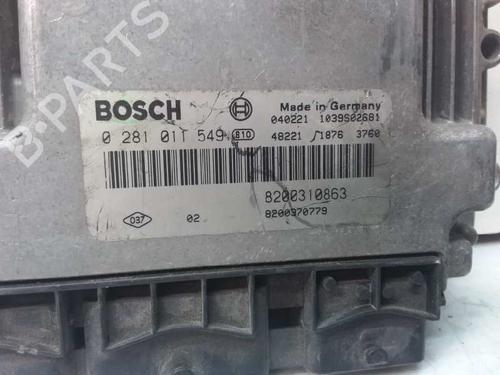 B-PARTS
BOSCH
Made in Germany
040221 1039S02681
0 281 011 549 810 48221 1876 3760
8200310863
037 02 8200370779